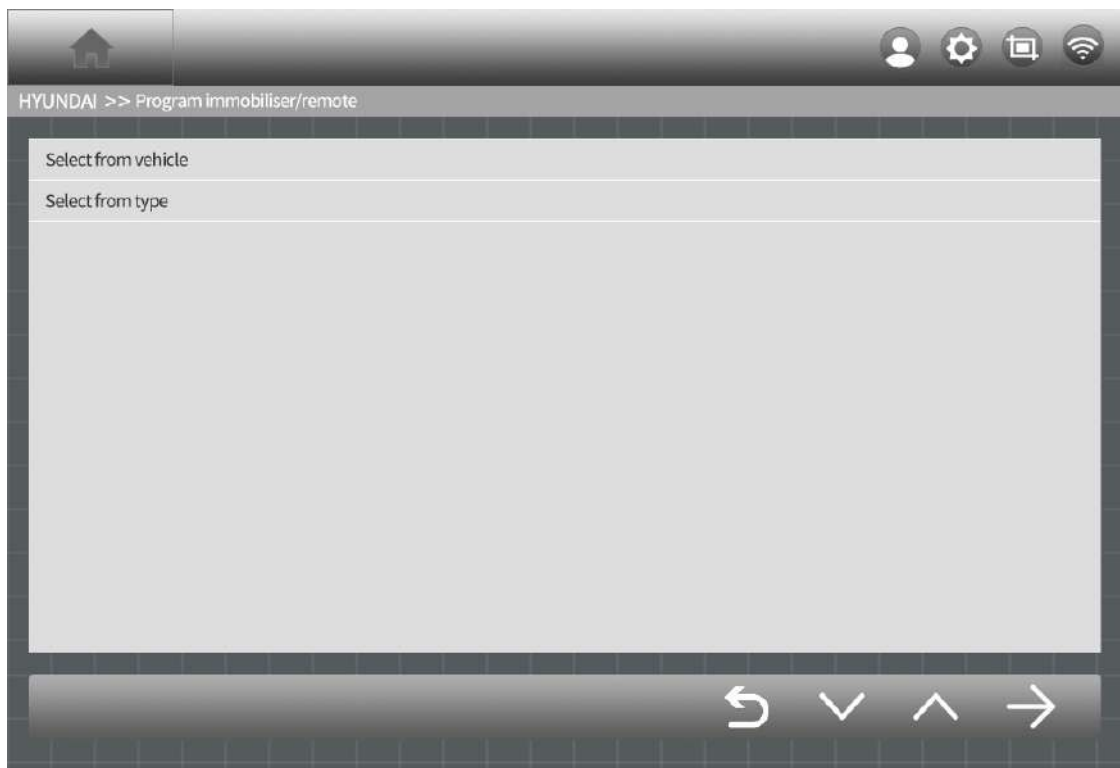 HYUNDAI >> Program immobiliser/remote
Select from vehicle
Select from type